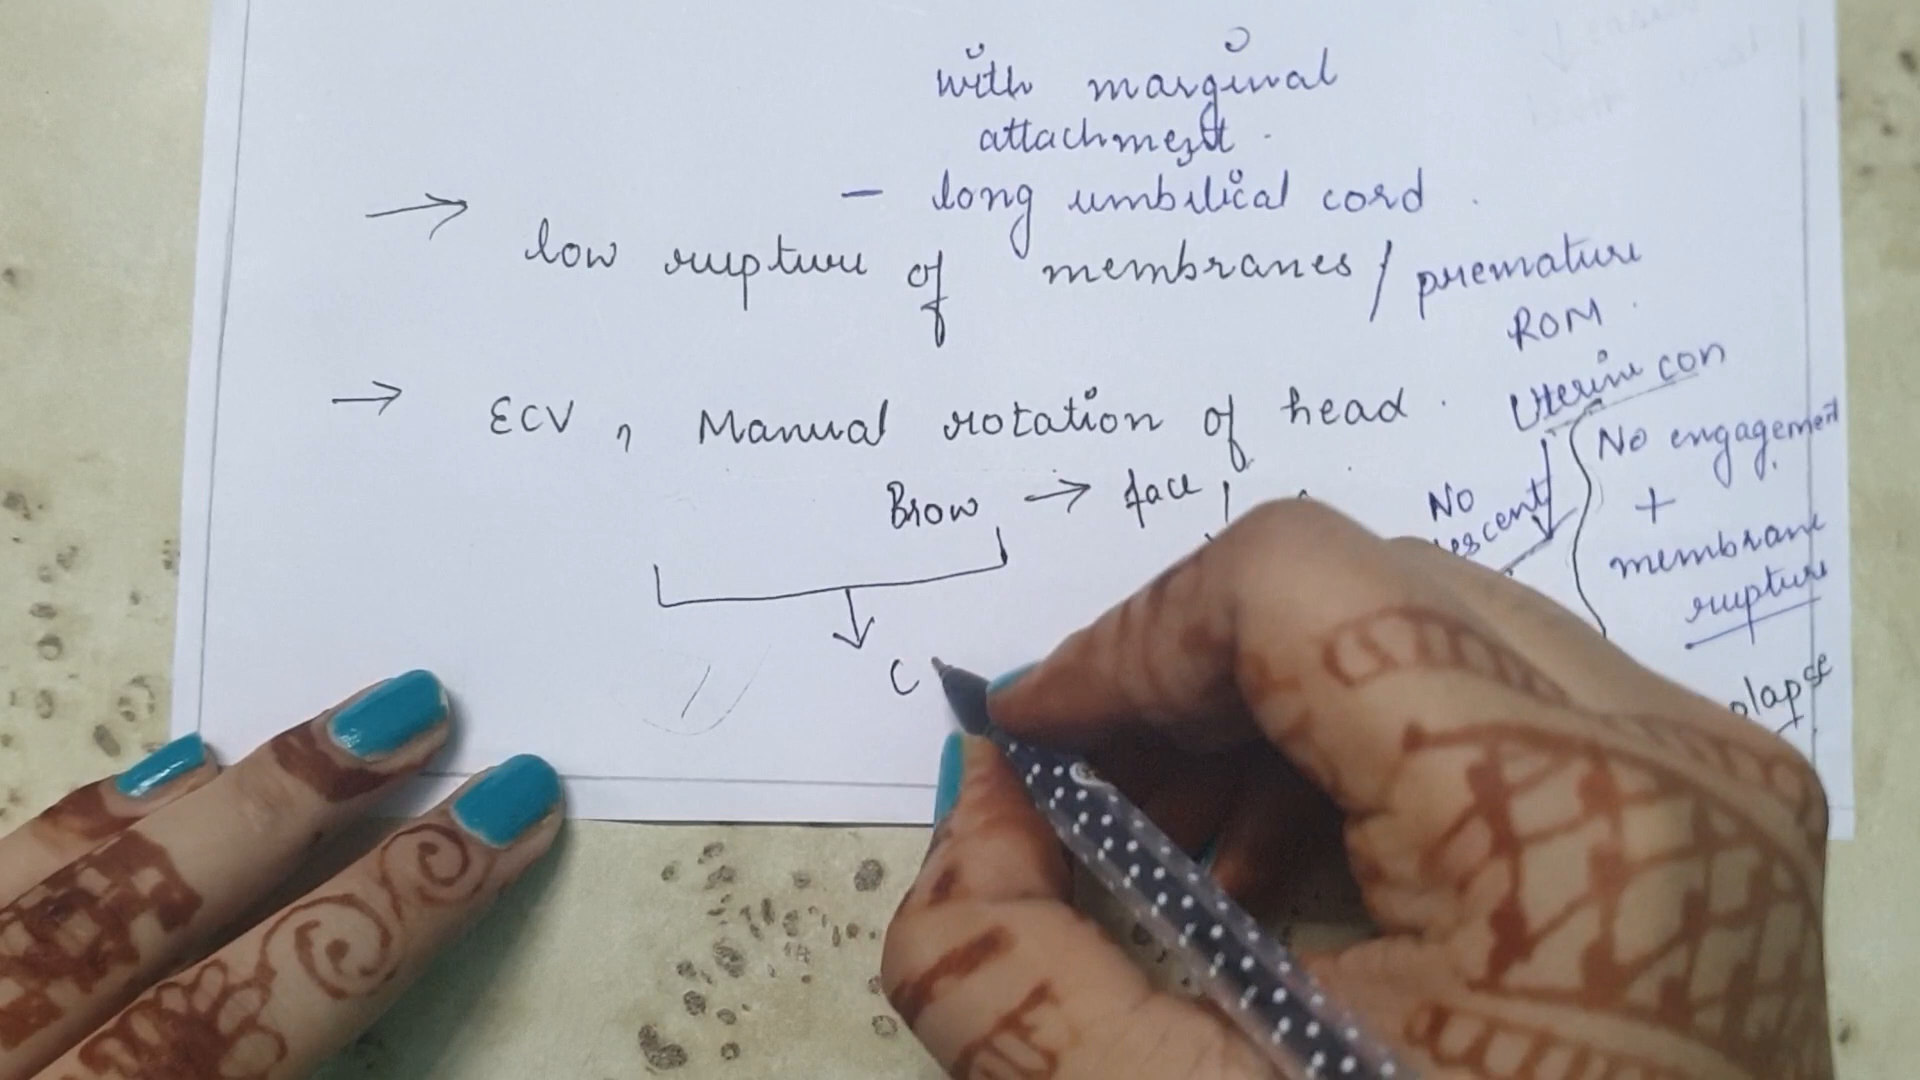 with marginal
attachment.
- long umbilical cord.
→ low rupture of membranes / premature
ROM.
→ ECV, Manual rotation of head.
Brow → face
C
Uterine con
No
No engagement
+
membrane
rupture